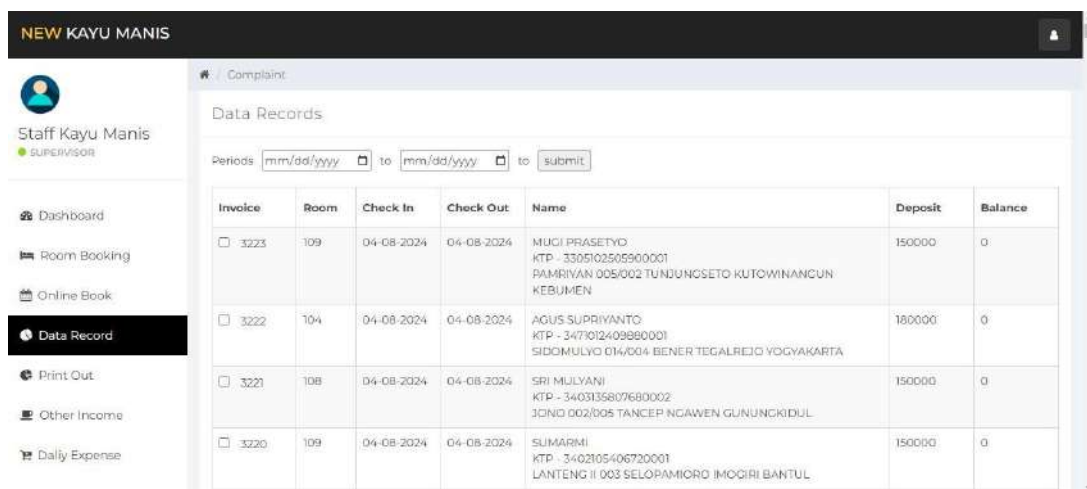 NEW KAYU MANIS
Staff Kayu Manis
SUPERVISOR
Dashboard
Room Booking
Online Book
Data Record
Print Out
Other Income
Daliy Expense
/ Complaint
Data Records
Periods mm/dd/yyyy to mm/dd/yyyy to submit
Invoice Room Check In Check Out Name Deposit Balance
3223 109 04-08-2024 04-08-2024 MUGI PRASETYO 150000 0
KTP - 3305102505900001
PAMRIYAN 005/002 TUNJUNGSETO KUTOWINANGUN
KEBUMEN
3222 104 04-08-2024 04-08-2024 AGUS SUPRIYANTO 180000 0
KTP - 3471012409880001
SIDOMULYO 014/004 BENER TEGALREJO YOGYAKARTA
3221 108 04-08-2024 04-08-2024 SRI MULYANI 150000 0
KTP - 3403135807680002
JONO 002/005 TANCEP NGAWEN GUNUNGKIDUL
3220 109 04-08-2024 04-08-2024 SUMARMI 150000 0
KTP - 3402105406720001
LANTENG II 003 SELOPAMIORO IMOGIRI BANTUL